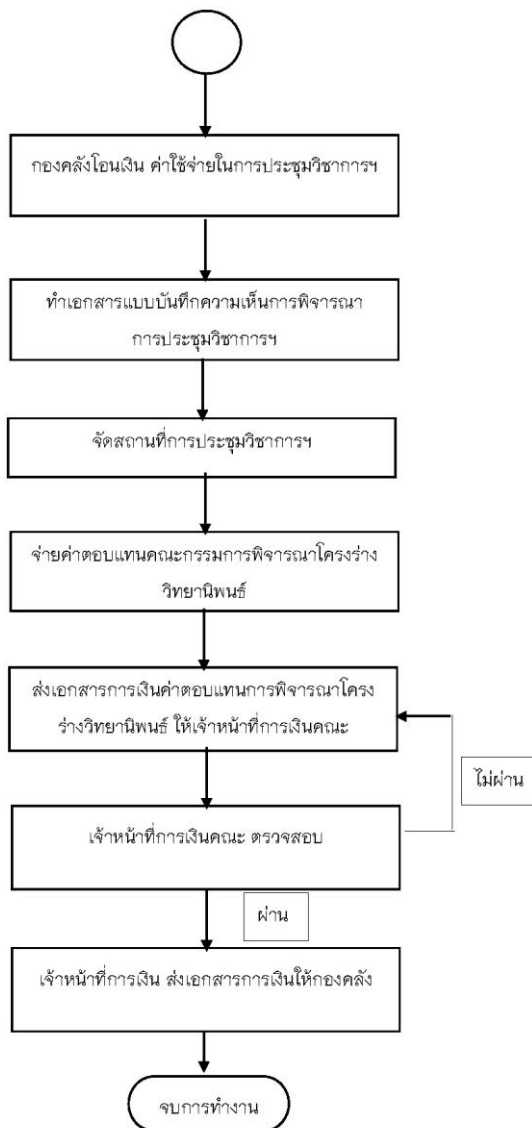 กองคลังโอนเงิน ค่าใช้จ่ายในการประชุมวิชาการฯ
ทำเอกสารแบบบันทึกความเห็นการพิจารณา
การประชุมวิชาการฯ
จัดสถานที่การประชุมวิชาการฯ
จ่ายค่าตอบแทนคณะกรรมการพิจารณาโครงร่าง
วิทยานิพนธ์
ส่งเอกสารการเงินค่าตอบแทนการพิจารณาโครง
ร่างวิทยานิพนธ์ ให้เจ้าหน้าที่การเงินคณะ
ไม่ผ่าน
เจ้าหน้าที่การเงินคณะ ตรวจสอบ
ผ่าน
เจ้าหน้าที่การเงิน ส่งเอกสารการเงินให้กองคลัง
จบการทำงาน